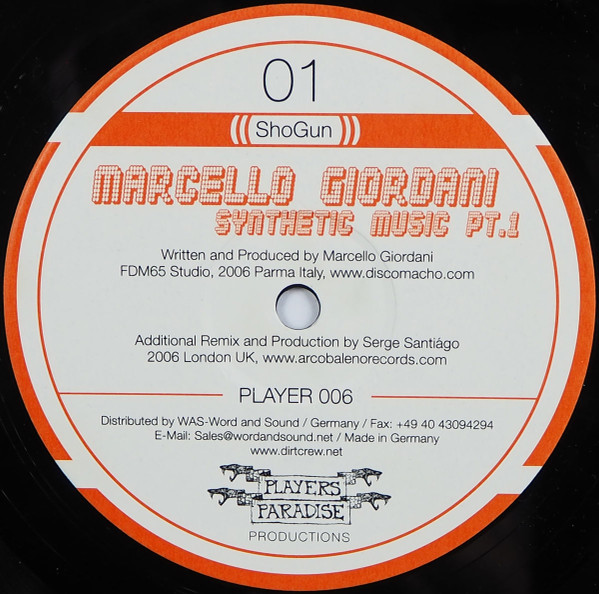 01
ShoGun
MARCELLO GIORDANI
SYNTHETIC MUSIC PT.1
Written and Produced by Marcello Giordani
FDM65 Studio, 2006 Parma Italy, www.discomacho.com
Additional Remix and Production by Serge Santiágo
2006 London UK, www.arcobalenorecords.com
PLAYER 006
Distributed by WAS-Word and Sound / Germany / Fax: +49 40 43094294
E-Mail: Sales@wordandsound.net / Made in Germany
www.dirtcrew.net
PLAYERS
PARADISE
PRODUCTIONS